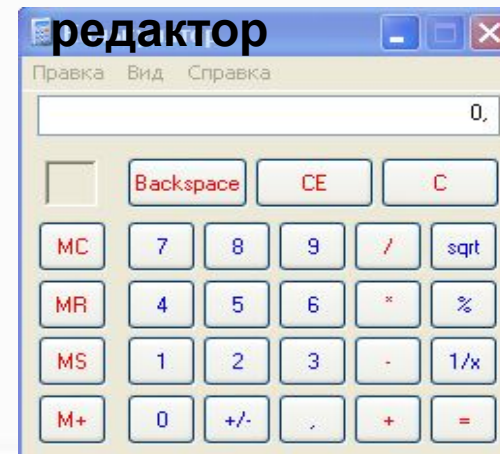 редактор
Правка Вид Справка
0,
Backspace CE C
MC 7 8 9 / sqrt
MR 4 5 6 * %
MS 1 2 3 - 1/x
M+ 0 +/- , + =